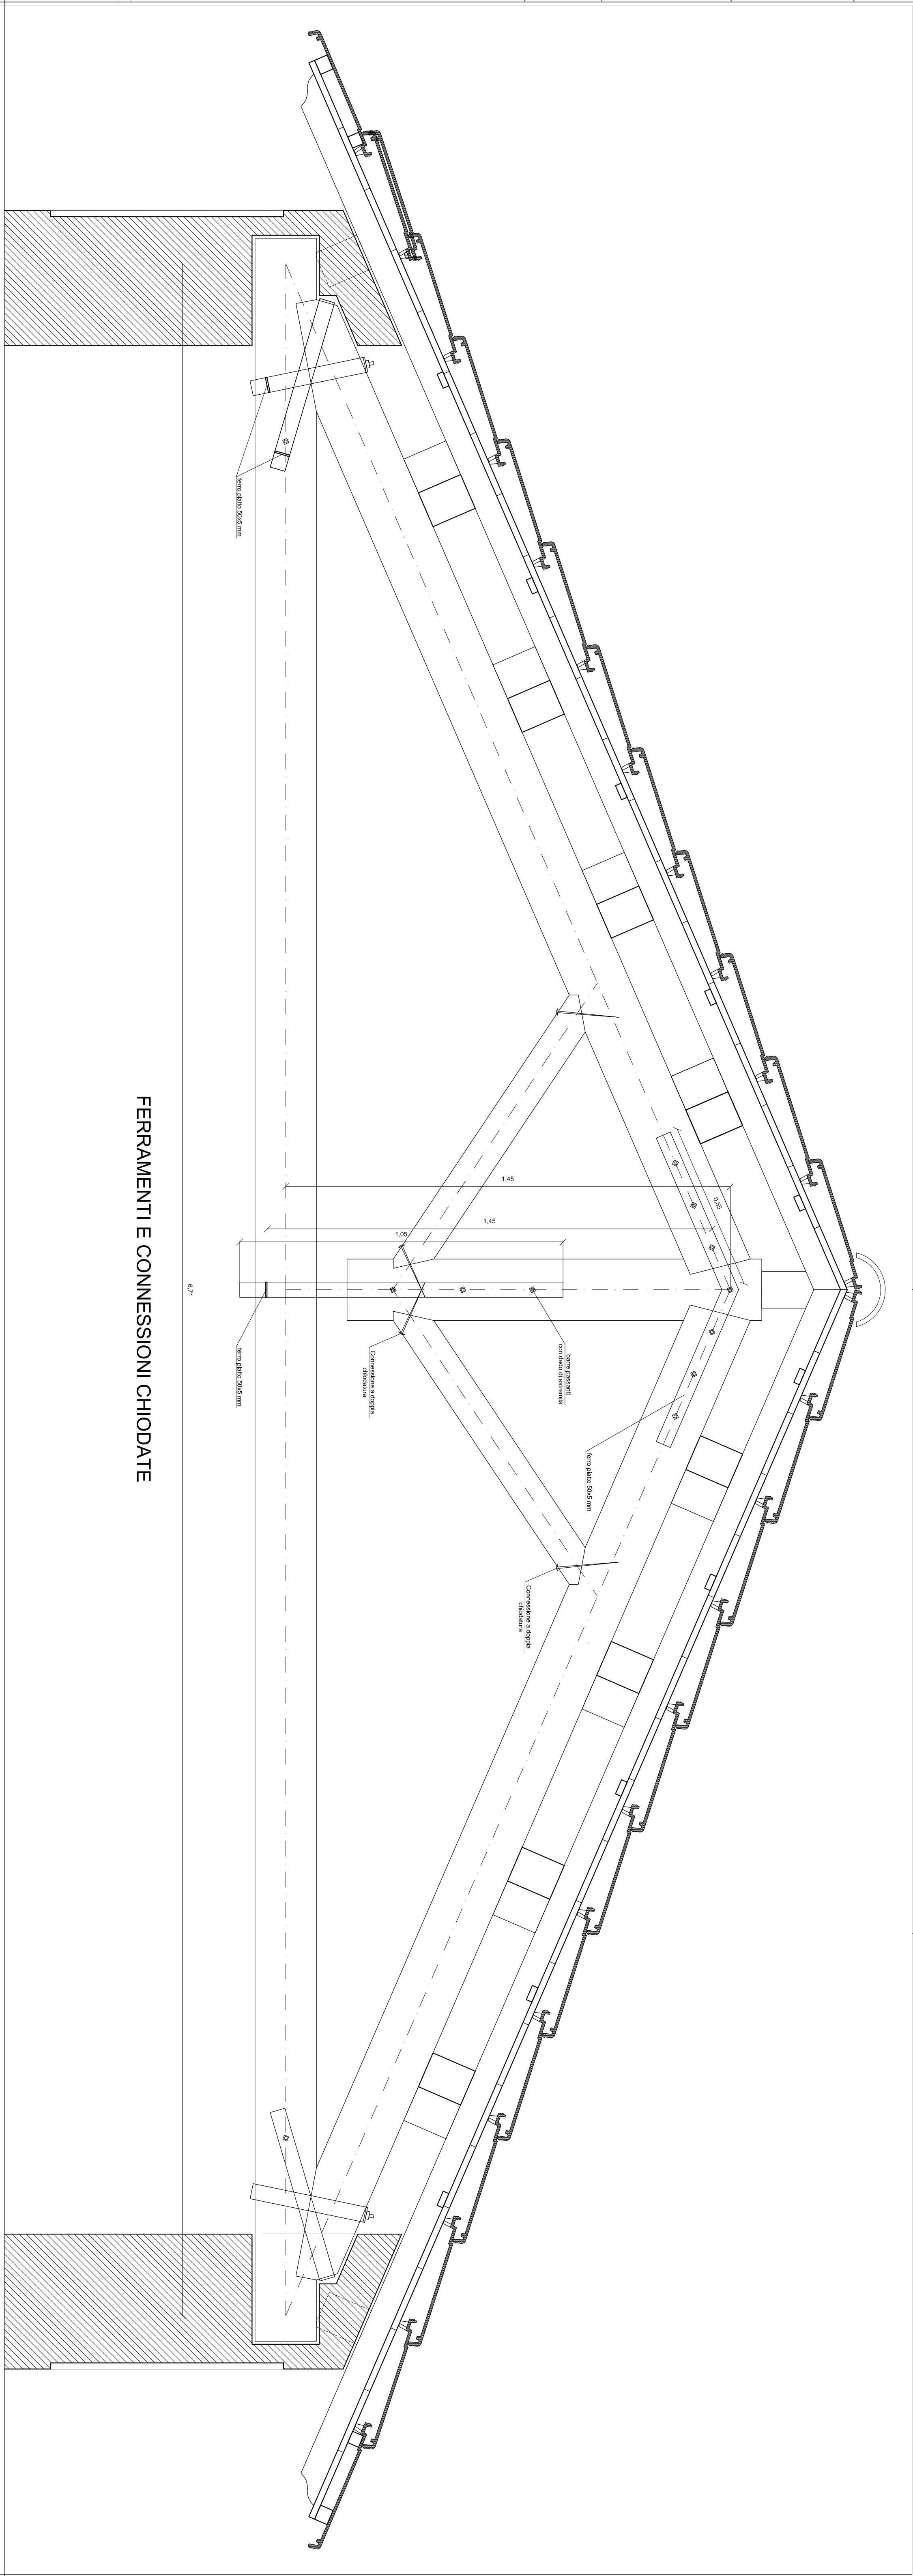 ferro piatto 50x5 mm
0,55
1,45
1,45
1,05
barre passanti
con dado di estremità
ferro piatto 50x5 mm
Connessione a doppia
chiodatura
Connessione a doppia
chiodatura
ferro piatto 50x5 mm
6,71
FERRAMENTI E CONNESSIONI CHIODATE